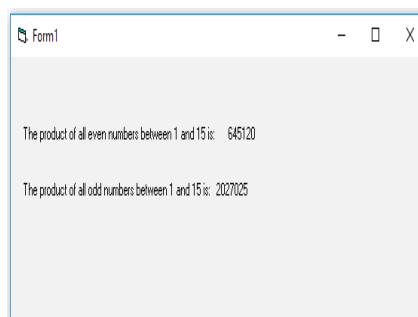 Form1
The product of all even numbers between 1 and 15 is: 645120
The product of all odd numbers between 1 and 15 is: 2027025